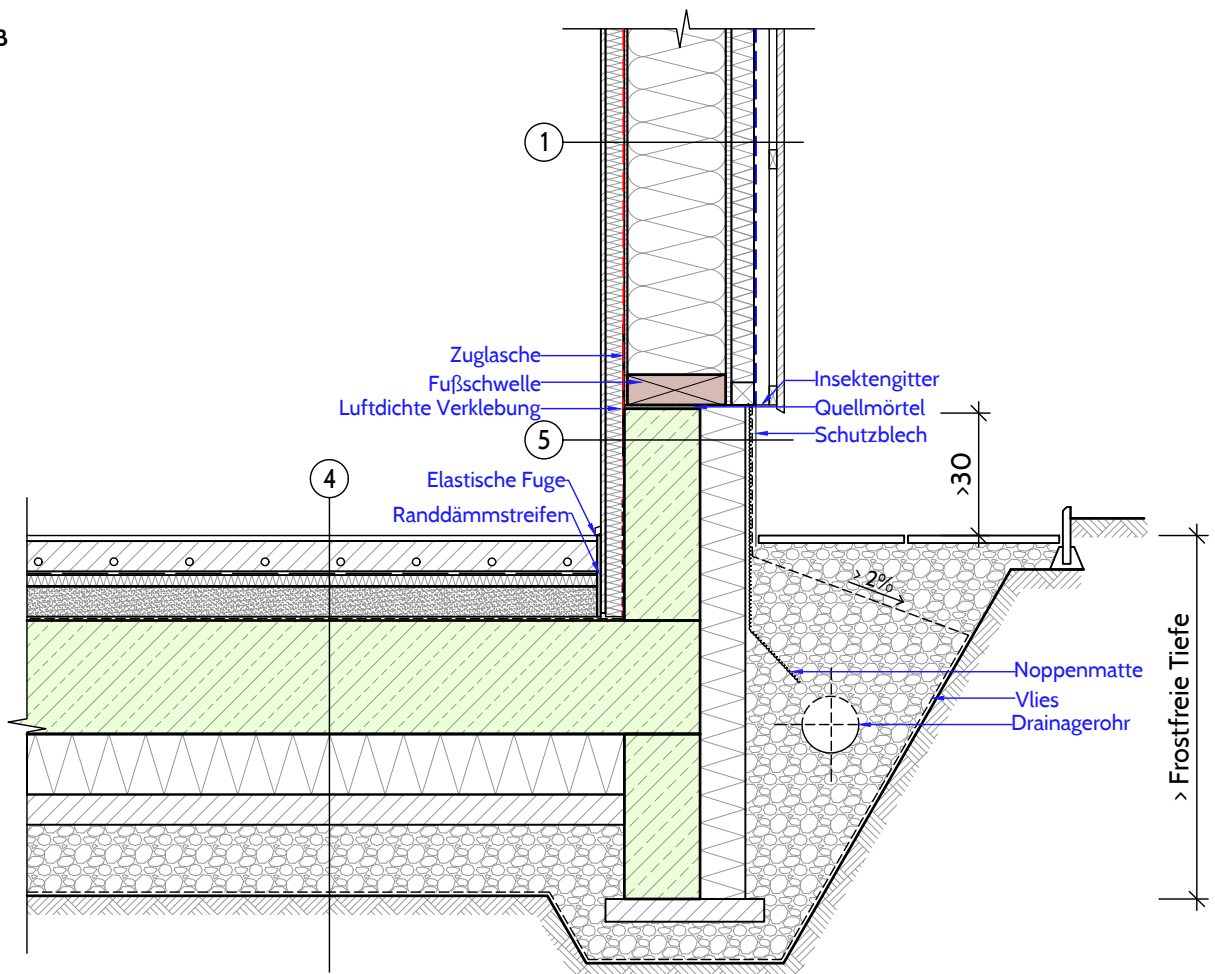 B
1
Zuglasche
Fußschwelle
Luftdichte Verklebung
Insektengitter
Quellmörtel
Schutzblech
5
>30
4
Elastische Fuge
Randdämmstreifen
> 2%
Noppenmatte
Vlies
Drainagerohr
> Frostfreie Tiefe